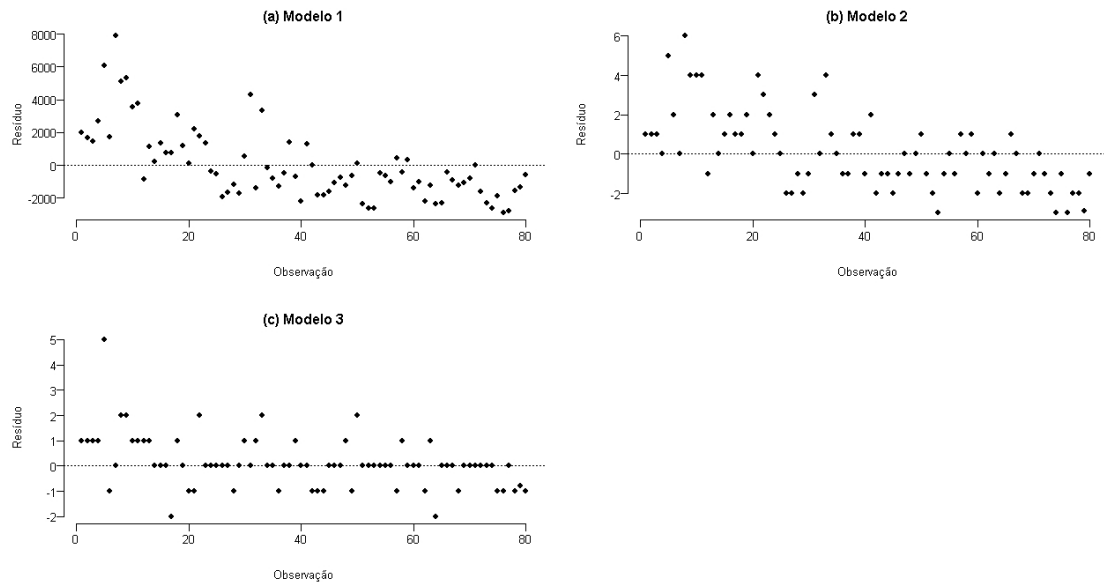 (a) Modelo 1
Resíduo
8000
6000
4000
2000
0
-2000
0 20 40 60 80
Observação
(b) Modelo 2
Resíduo
6
4
2
0
-2
0 20 40 60 80
Observação
(c) Modelo 3
Resíduo
5
4
3
2
1
0
-1
-2
0 20 40 60 80
Observação